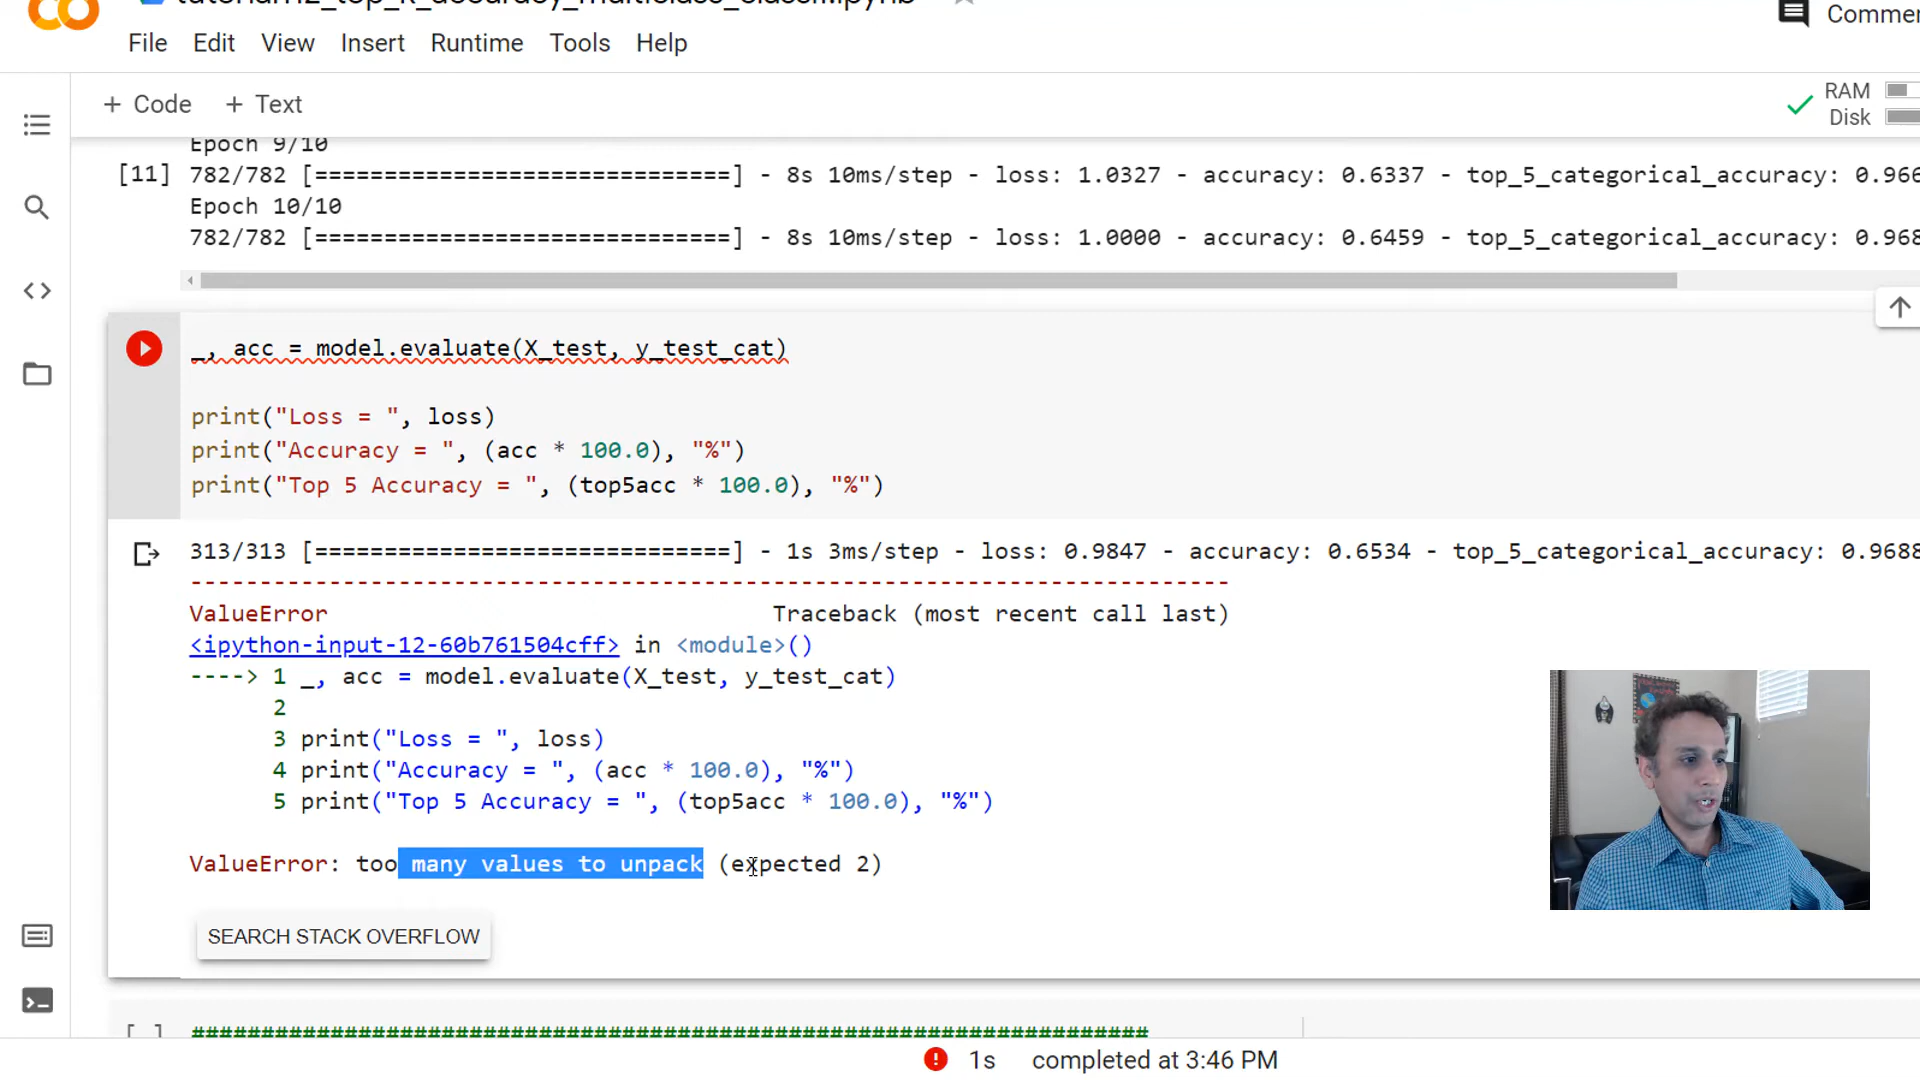 tutorial112_top_k_accuracy_multiclass_classif.ipynb
Comme
File Edit View Insert Runtime Tools Help
+ Code + Text
RAM
Disk
Epoch 9/10
[11] 782/782 [==============================] - 8s 10ms/step - loss: 1.0327 - accuracy: 0.6337 - top_5_categorical_accuracy: 0.966
Epoch 10/10
782/782 [==============================] - 8s 10ms/step - loss: 1.0000 - accuracy: 0.6459 - top_5_categorical_accuracy: 0.968
_, acc = model.evaluate(X_test, y_test_cat)
print("Loss = ", loss)
print("Accuracy = ", (acc * 100.0), "%")
print("Top 5 Accuracy = ", (top5acc * 100.0), "%")
313/313 [==============================] - 1s 3ms/step - loss: 0.9847 - accuracy: 0.6534 - top_5_categorical_accuracy: 0.9688
---------------------------------------------------------------------------
ValueError Traceback (most recent call last)
<ipython-input-12-60b761504cff> in <module>()
----> 1 _, acc = model.evaluate(X_test, y_test_cat)
2
3 print("Loss = ", loss)
4 print("Accuracy = ", (acc * 100.0), "%")
5 print("Top 5 Accuracy = ", (top5acc * 100.0), "%")
ValueError: too many values to unpack (expected 2)
SEARCH STACK OVERFLOW
[ ] #####################################################################
1s completed at 3:46 PM